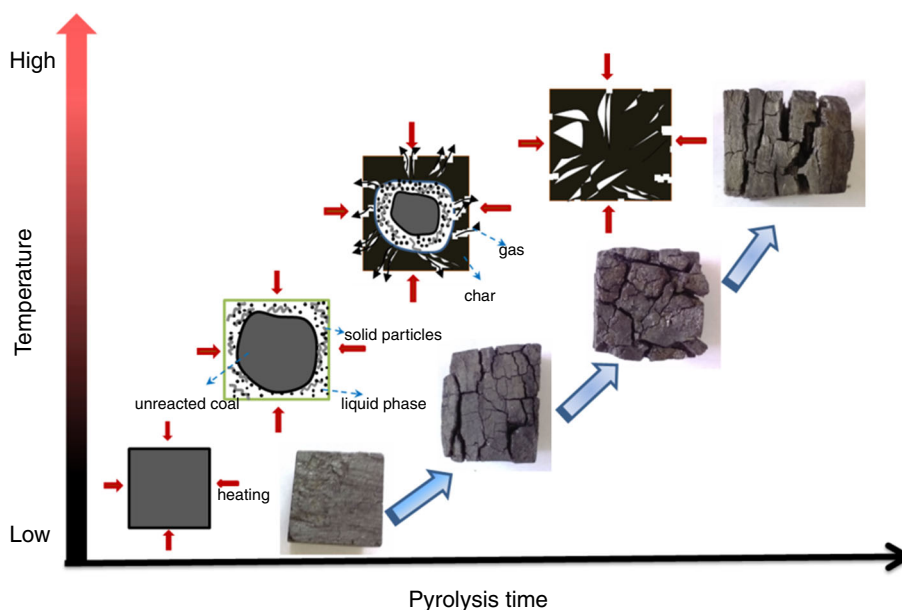 High
gas
char
Temperature
solid particles
unreacted coal
liquid phase
heating
Low
Pyrolysis time